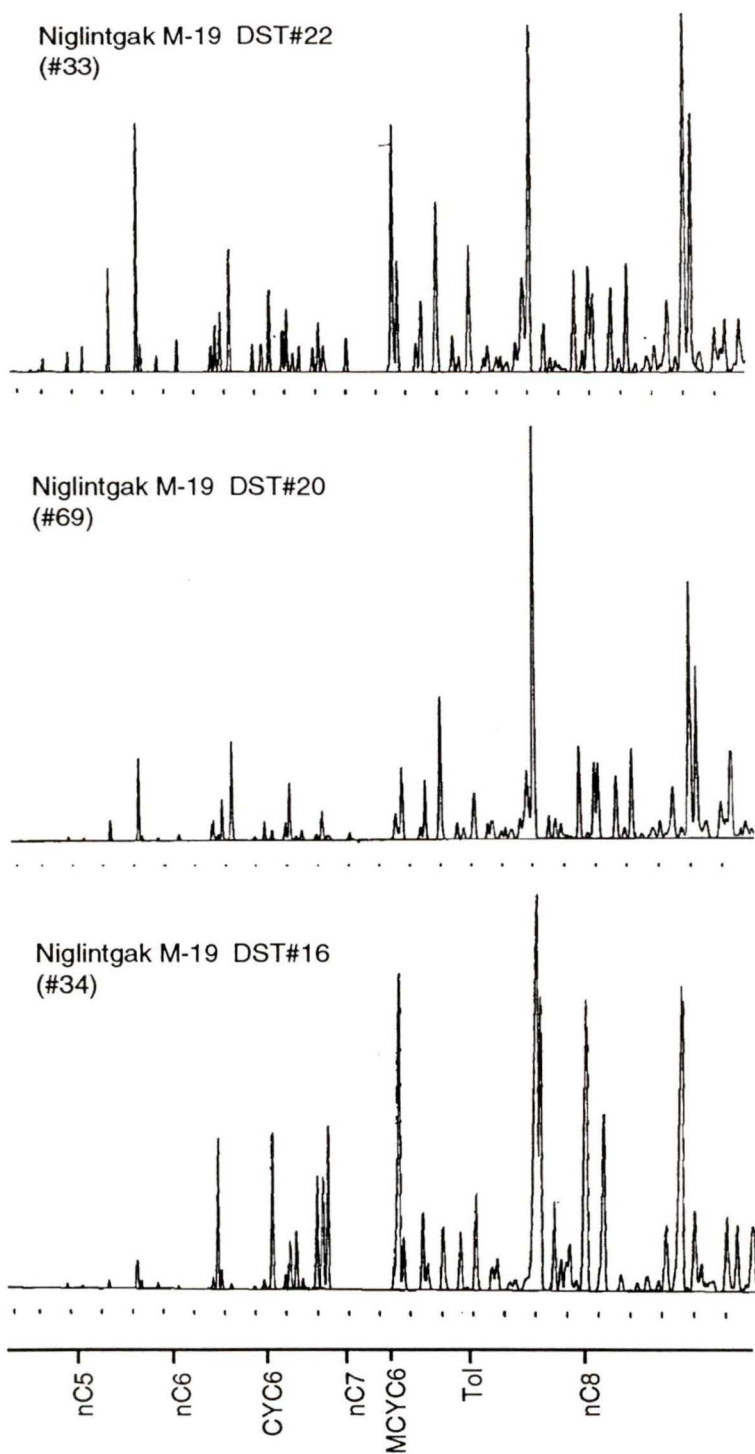 Niglintgak M-19 DST#22
(#33)
Niglintgak M-19 DST#20
(#69)
Niglintgak M-19 DST#16
(#34)
nC5
nC6
CYC6
nC7
MCYC6
Tol
nC8